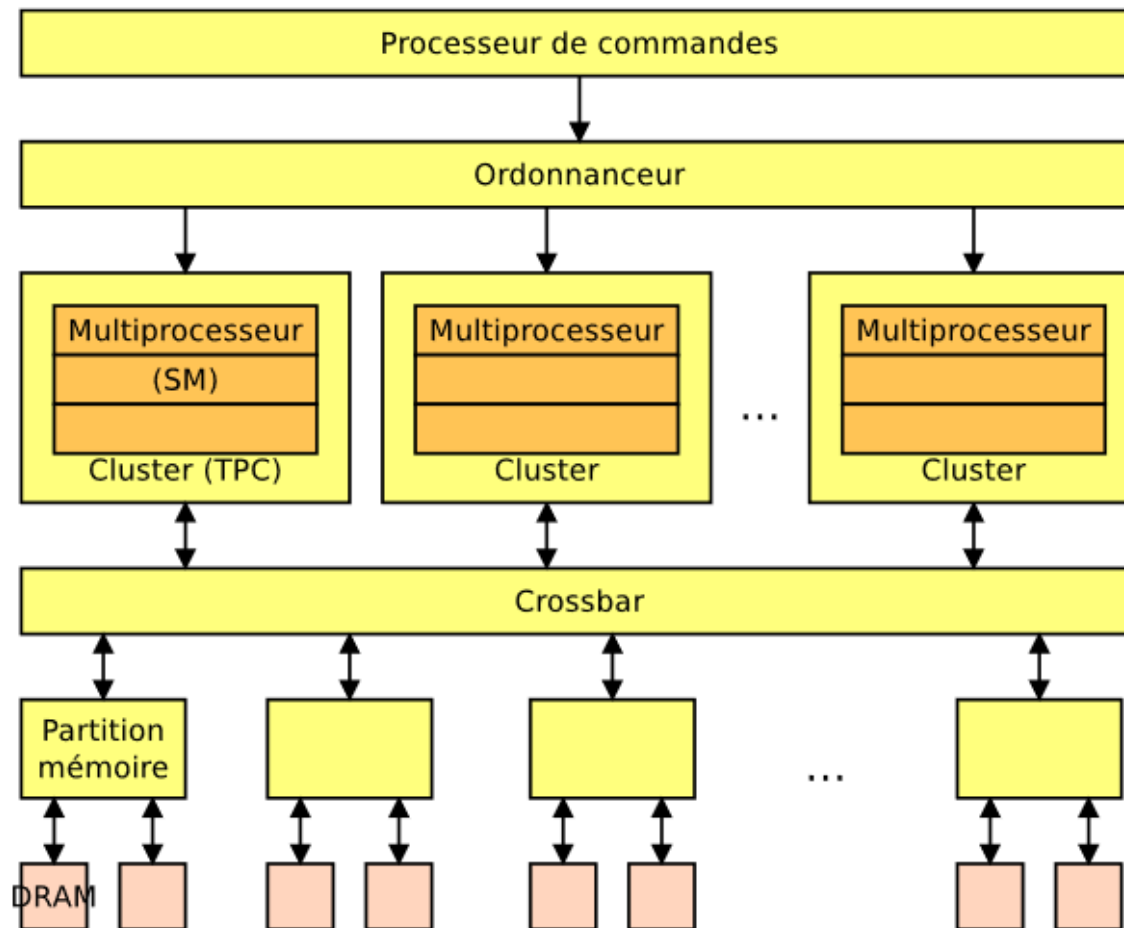 Processeur de commandes
Ordonnanceur
Multiprocesseur
(SM)
Cluster (TPC)
Multiprocesseur
Cluster
...
Multiprocesseur
Cluster
Crossbar
Partition
mémoire
...
DRAM